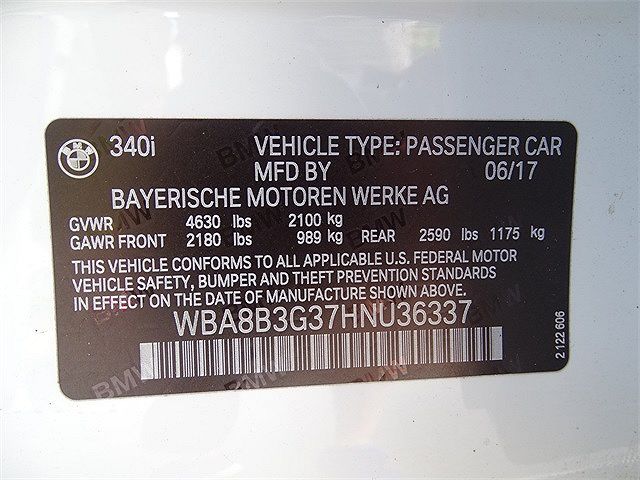 BMW 340i VEHICLE TYPE: PASSENGER CAR
MFD BY 06/17
BAYERISCHE MOTOREN WERKE AG
GVWR 4630 lbs 2100 kg
GAWR FRONT 2180 lbs 989 kg REAR 2590 lbs 1175 kg
THIS VEHICLE CONFORMS TO ALL APPLICABLE U.S. FEDERAL MOTOR
VEHICLE SAFETY, BUMPER AND THEFT PREVENTION STANDARDS
IN EFFECT ON THE DATE OF MANUFACTURE SHOWN ABOVE.
WBA8B3G37HNU36337
2 122 606